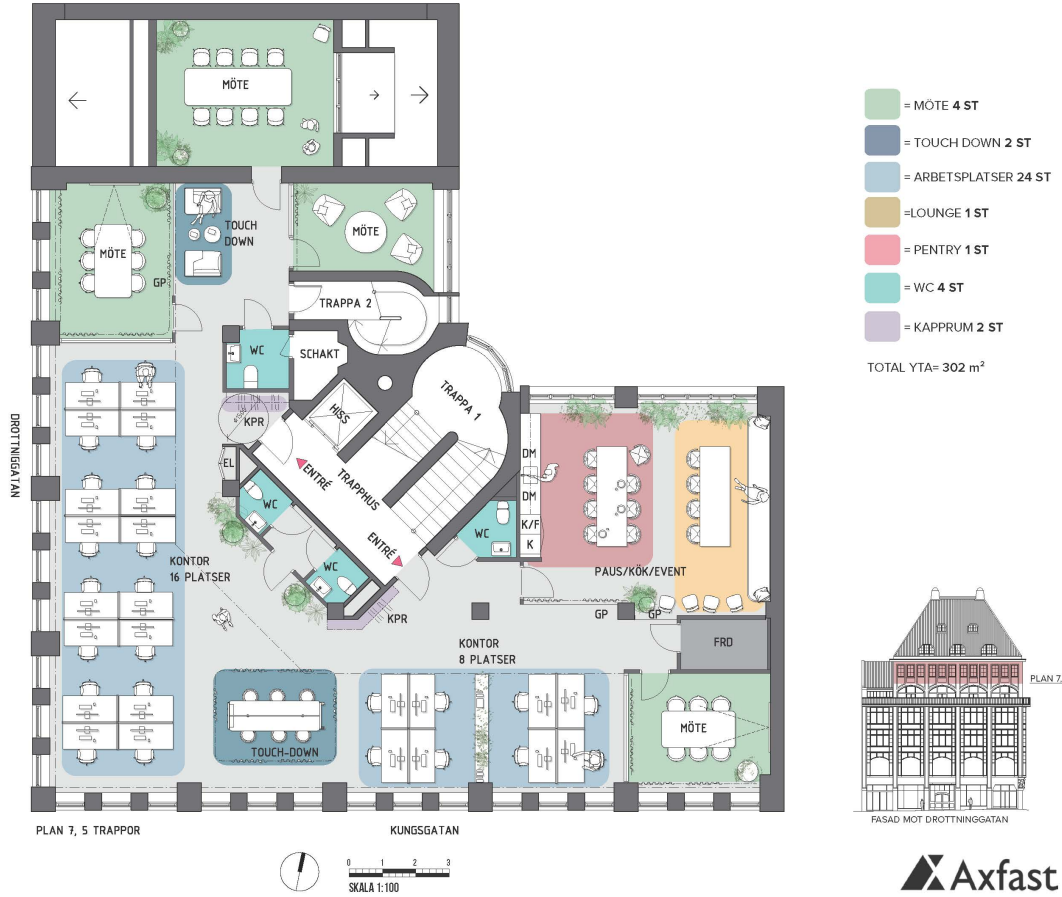 MÖTE
TOUCH
DOWN
MÖTE
MÖTE
GP
TRAPPA 2
WC
SCHAKT
TRAPPA 1
HISS
KPR
ENTRÉ
TRAPPHUS
EL
WC
ENTRÉ
WC
WC
KPR
DM
DM
K/F
K
DROTTNIGGATAN
KONTOR
16 PLATSER
PAUS/KÖK/EVENT
GP
GP
FRD
KONTOR
8 PLATSER
TOUCH-DOWN
MÖTE
PLAN 7, 5 TRAPPOR
KUNGSGATAN
0 1 2 3
SKALA 1:100
= MÖTE 4 ST
= TOUCH DOWN 2 ST
= ARBETSPLATSER 24 ST
=LOUNGE 1 ST
= PENTRY 1 ST
= WC 4 ST
= KAPPRUM 2 ST
TOTAL YTA= 302 m²
PLAN 7,
FASAD MOT DROTTNINGGATAN
Axfast